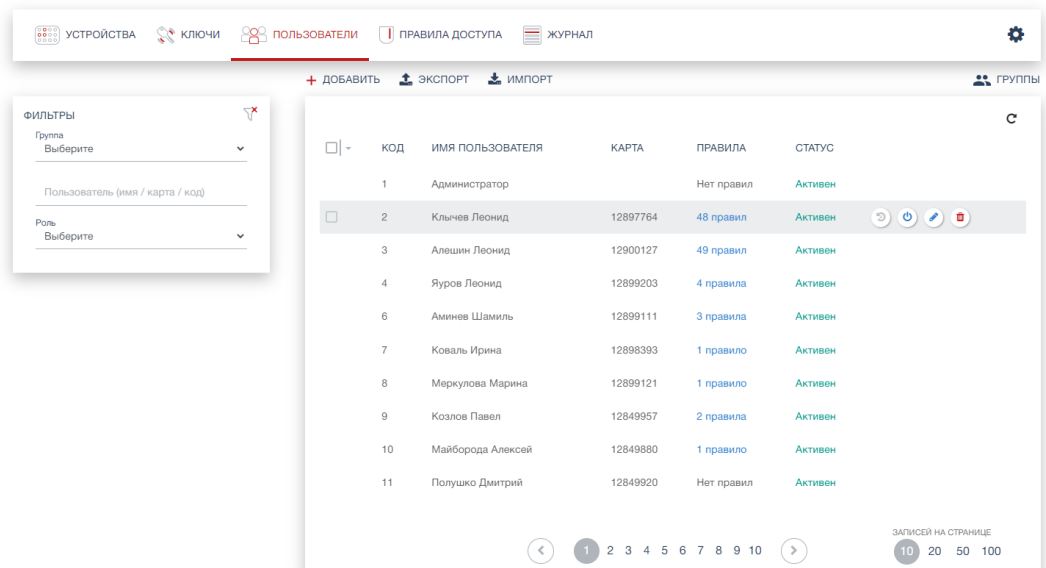 УСТРОЙСТВА КЛЮЧИ ПОЛЬЗОВАТЕЛИ ПРАВИЛА ДОСТУПА ЖУРНАЛ
ДОБАВИТЬ ЭКСПОРТ ИМПОРТ ГРУППЫ
ФИЛЬТРЫ
Группа
Выберите
Пользователь (имя / карта / код)
Роль
Выберите
КОД ИМЯ ПОЛЬЗОВАТЕЛЯ КАРТА ПРАВИЛА СТАТУС
1 Администратор Нет правил Активен
2 Клычев Леонид 12897764 48 правил Активен
3 Алешин Леонид 12900127 49 правил Активен
4 Яуров Леонид 12899203 4 правила Активен
6 Аминев Шамиль 12899111 3 правила Активен
7 Коваль Ирина 12898393 1 правило Активен
8 Меркулова Марина 12899121 1 правило Активен
9 Козлов Павел 12849957 2 правила Активен
10 Майборода Алексей 12849880 1 правило Активен
11 Полушко Дмитрий 12849920 Нет правил Активен
1 2 3 4 5 6 7 8 9 10
ЗАПИСЕЙ НА СТРАНИЦЕ
10 20 50 100